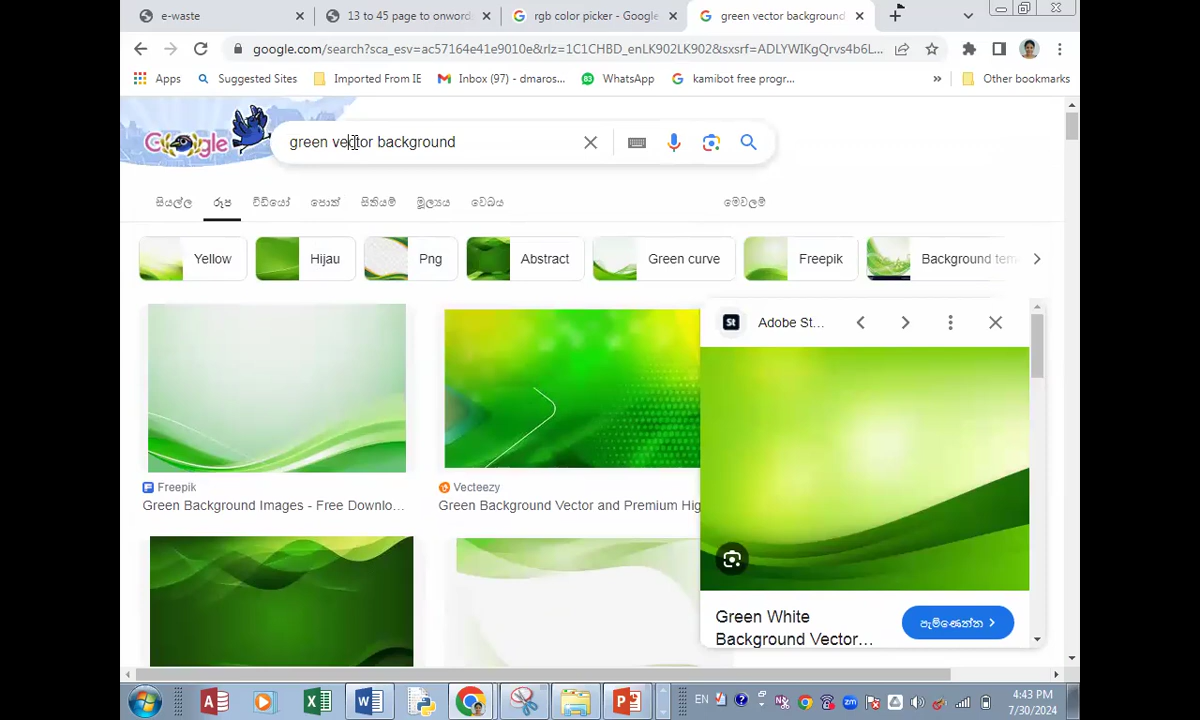 e-waste
13 to 45 page to onword
rgb color picker - Google
green vector background
google.com/search?sca_esv=ac57164e41e9010e&rlz=1C1CHBD_enLK902LK902&sxsrf=ADLYWIKgQrvs4b6L...
Apps
Suggested Sites
Imported From IE
Inbox (97) - dmaros...
WhatsApp
kamibot free progr...
»
Other bookmarks
Google
green vector background
සියල්ල
රූප
වීඩියෝ
පොත්
සිතියම්
මූල්‍යය
වෙබය
මෙවලම්
Yellow
Hijau
Png
Abstract
Green curve
Freepik
Background tem
St
Adobe St...
Freepik
Green Background Images - Free Downlo...
Vecteezy
Green Background Vector and Premium Hig
Green White
Background Vector...
පැමිණෙන්න
EN
4:43 PM
7/30/2024